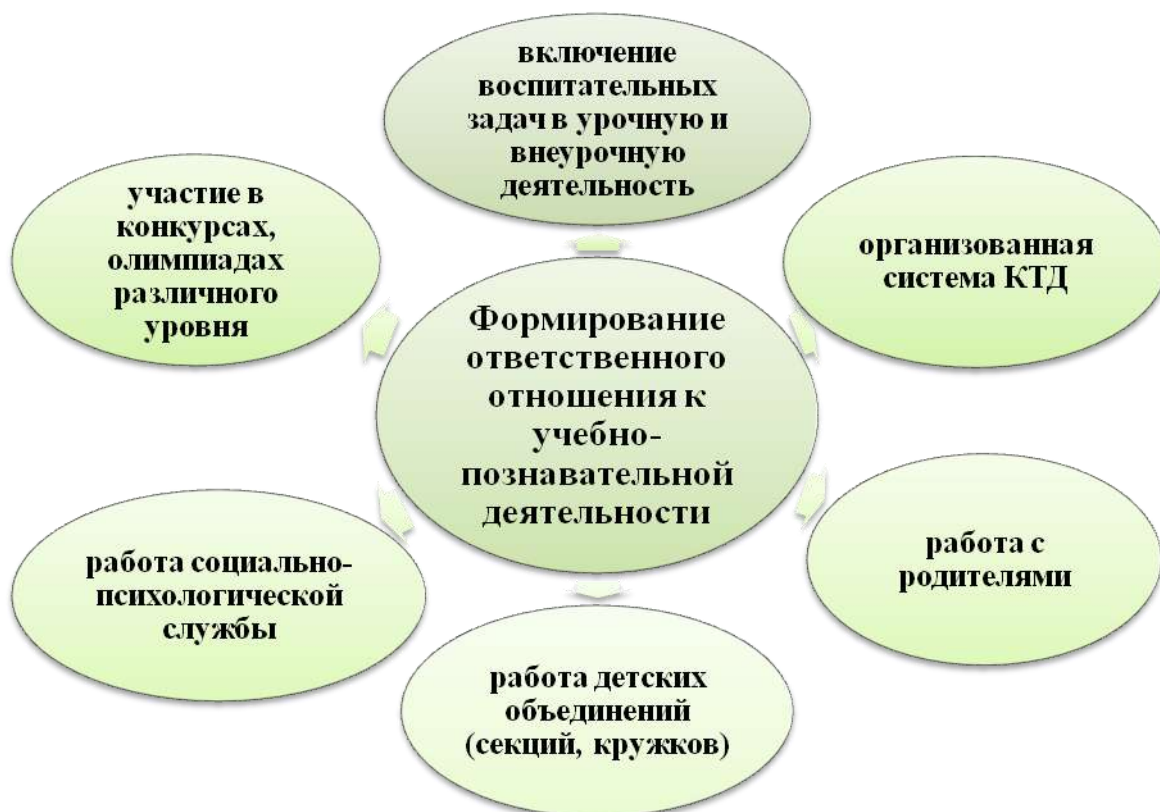 включение
воспитательных
задач в урочную и
внеурочную
деятельность
участие в
конкурсах,
олимпиадах
различного
уровня
организованная
система КТД
Формирование
ответственного
отношения к
учебно-
познавательной
деятельности
работа социально-
психологической
службы
работа с
родителями
работа детских
объединений
(секций, кружков)